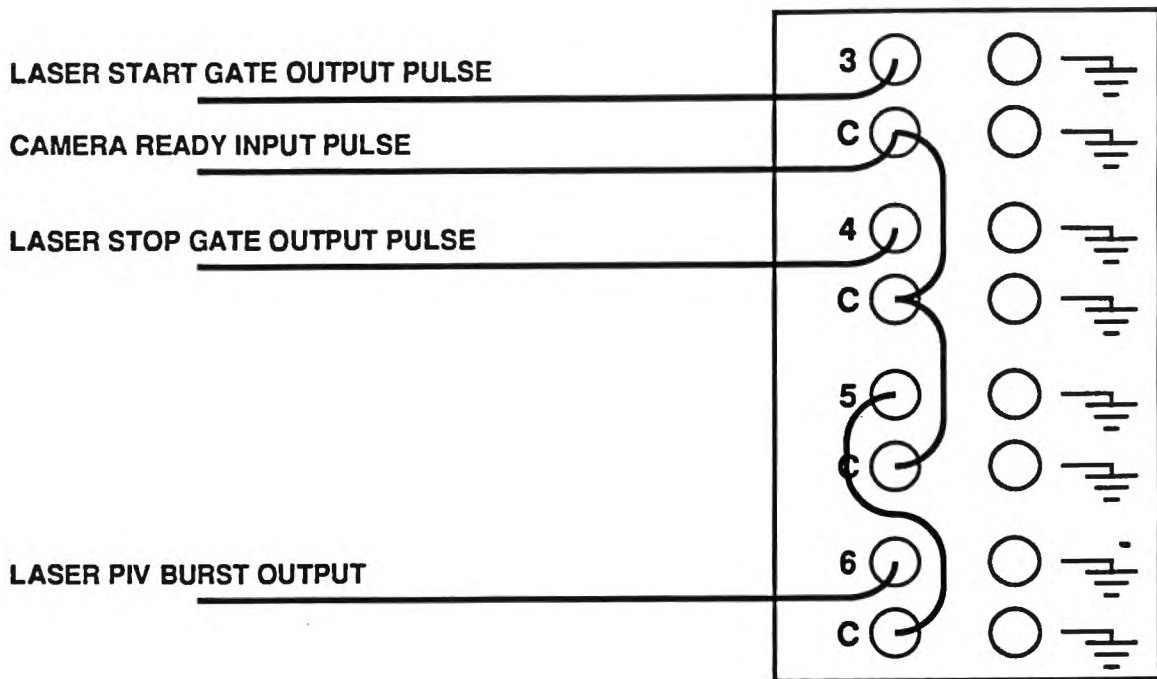 LASER START GATE OUTPUT PULSE 3
CAMERA READY INPUT PULSE C
LASER STOP GATE OUTPUT PULSE 4
C
5
C
LASER PIV BURST OUTPUT 6
C